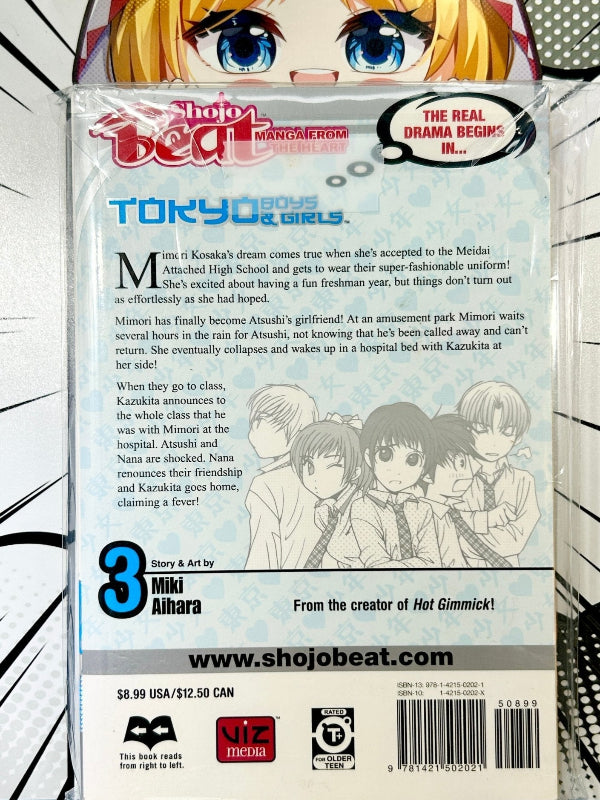 Shojo
Beat
MANGA FROM
THE HEART
THE REAL
DRAMA BEGINS
IN...
TOKYO BOYS & GIRLS™
Mimori Kosaka's dream comes true when she's accepted to the Meidai
Attached High School and gets to wear their super-fashionable uniform!
She's excited about having a fun freshman year, but things don't turn out
as effortlessly as she had hoped.
Mimori has finally become Atsushi's girlfriend! At an amusement park Mimori waits
several hours in the rain for Atsushi, not knowing that he's been called away and can't
return. She eventually collapses and wakes up in a hospital bed with Kazukita at
her side!
When they go to class,
Kazukita announces to
the whole class that he
was with Mimori at the
hospital. Atsushi and
Nana are shocked. Nana
renounces their friendship
and Kazukita goes home,
claiming a fever!
3
Story & Art by
Miki
Aihara
From the creator of Hot Gimmick!
www.shojobeat.com
$8.99 USA/$12.50 CAN
ISBN-13: 978-1-4215-0202-1
ISBN-10: 1-4215-0202-X
50899
This book reads
from right to left.
VIZ
MEDIA
RATED
T+
FOR OLDER
TEEN
9 781421 502021